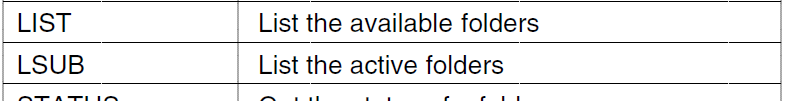 LIST List the available folders
LSUB List the active folders